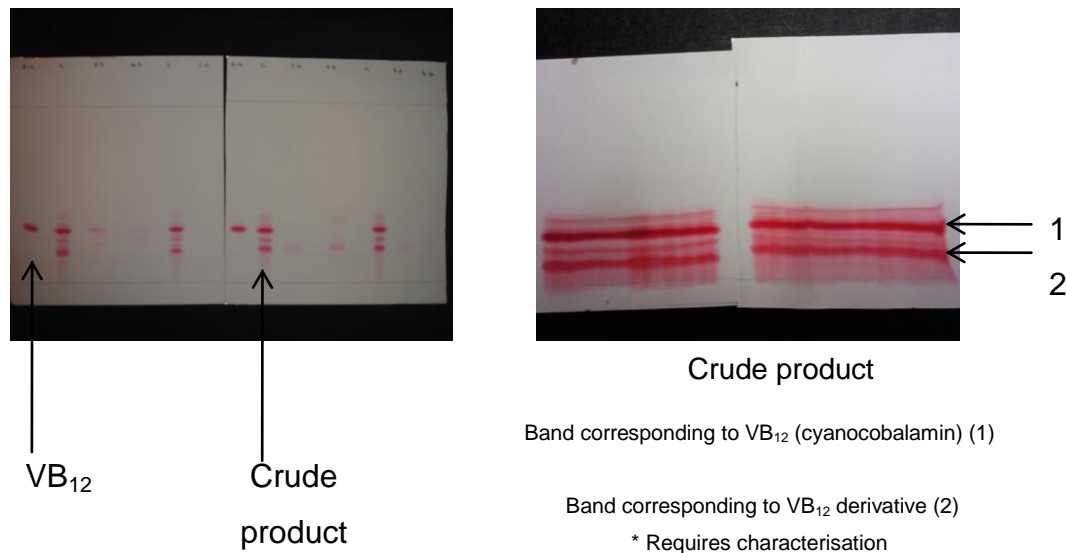 1
2
Crude product
Band corresponding to VB₁₂ (cyanocobalamin) (1)
VB₁₂
Crude
product
Band corresponding to VB₁₂ derivative (2)
* Requires characterisation